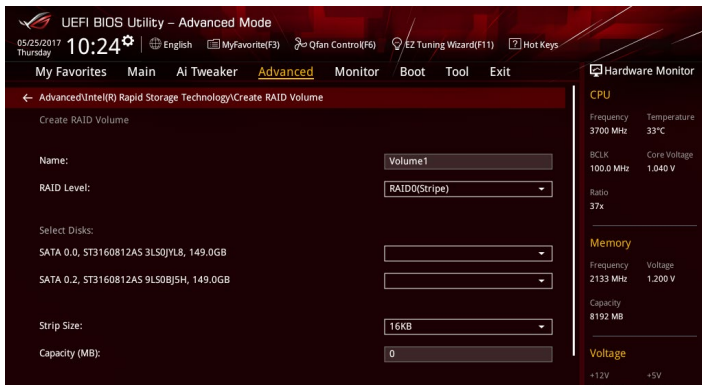 UEFI BIOS Utility – Advanced Mode
05/25/2017 Thursday 10:24 English MyFavorite(F3) Qfan Control(F6) EZ Tuning Wizard(F11) ? Hot Keys
My Favorites Main Ai Tweaker Advanced Monitor Boot Tool Exit
Hardware Monitor
← Advanced\Intel(R) Rapid Storage Technology\Create RAID Volume
Create RAID Volume
Name: Volume1
RAID Level: RAID0(Stripe)
Select Disks:
SATA 0.0, ST3160812AS 3LS0JYL8, 149.0GB
SATA 0.2, ST3160812AS 9LS0BJ5H, 149.0GB
Strip Size: 16KB
Capacity (MB): 0
CPU
Frequency Temperature
3700 MHz 33°C
BCLK Core Voltage
100.0 MHz 1.040 V
Ratio
37x
Memory
Frequency Voltage
2133 MHz 1.200 V
Capacity
8192 MB
Voltage
+12V +5V